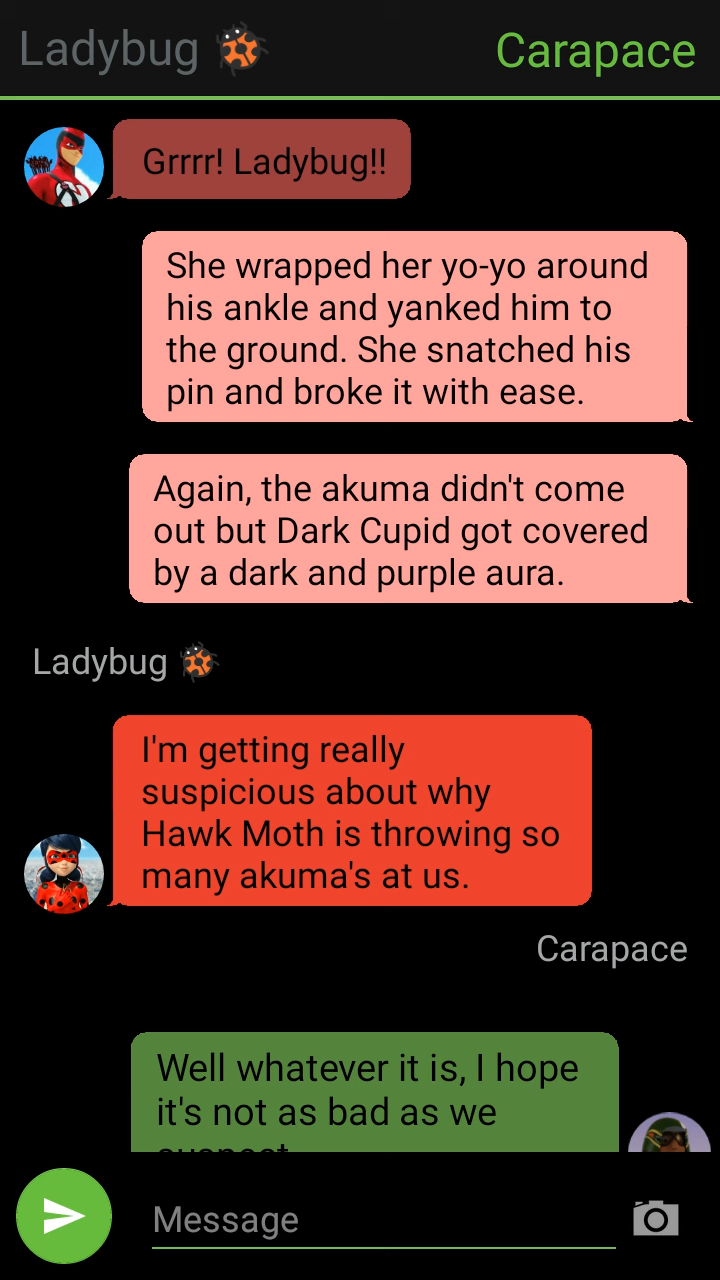 Ladybug 🐞 Carapace
Grrrr! Ladybug!!
She wrapped her yo-yo around
his ankle and yanked him to
the ground. She snatched his
pin and broke it with ease.
Again, the akuma didn't come
out but Dark Cupid got covered
by a dark and purple aura.
Ladybug 🐞
I'm getting really
suspicious about why
Hawk Moth is throwing so
many akuma's at us.
Carapace
Well whatever it is, I hope
it's not as bad as we
Message